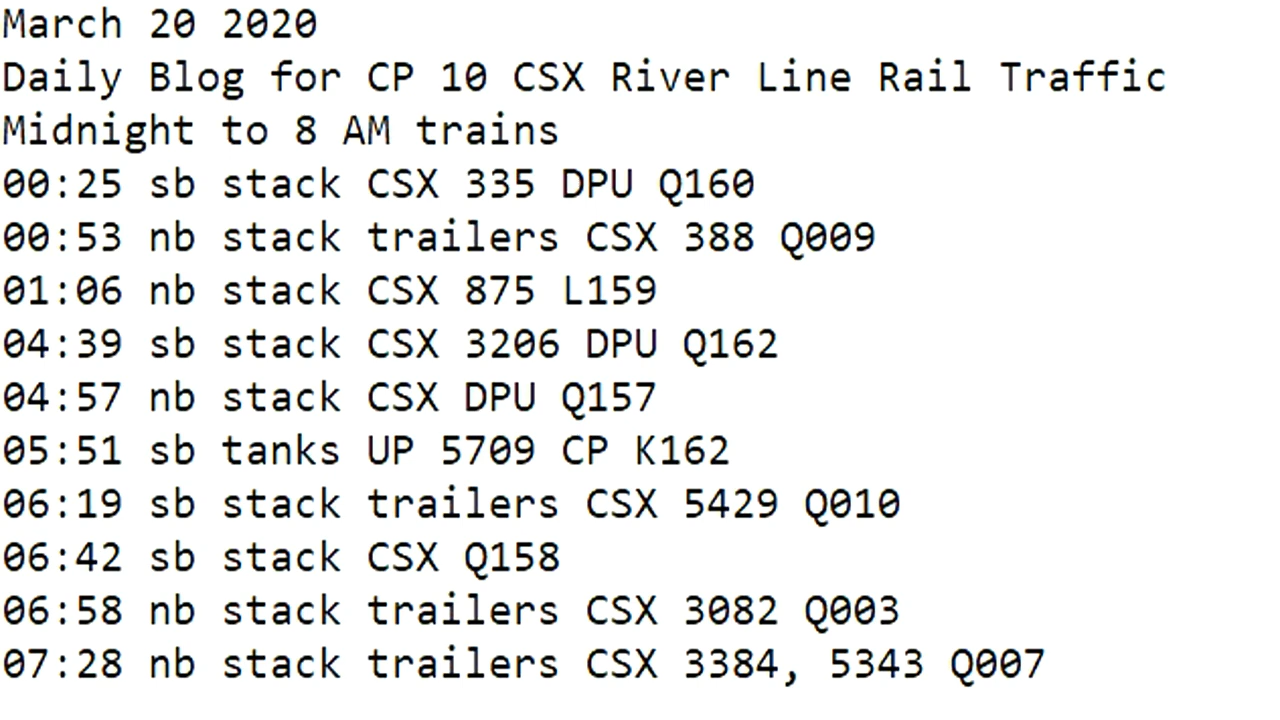 March 20 2020
Daily Blog for CP 10 CSX River Line Rail Traffic
Midnight to 8 AM trains
00:25 sb stack CSX 335 DPU Q160
00:53 nb stack trailers CSX 388 Q009
01:06 nb stack CSX 875 L159
04:39 sb stack CSX 3206 DPU Q162
04:57 nb stack CSX DPU Q157
05:51 sb tanks UP 5709 CP K162
06:19 sb stack trailers CSX 5429 Q010
06:42 sb stack CSX Q158
06:58 nb stack trailers CSX 3082 Q003
07:28 nb stack trailers CSX 3384, 5343 Q007